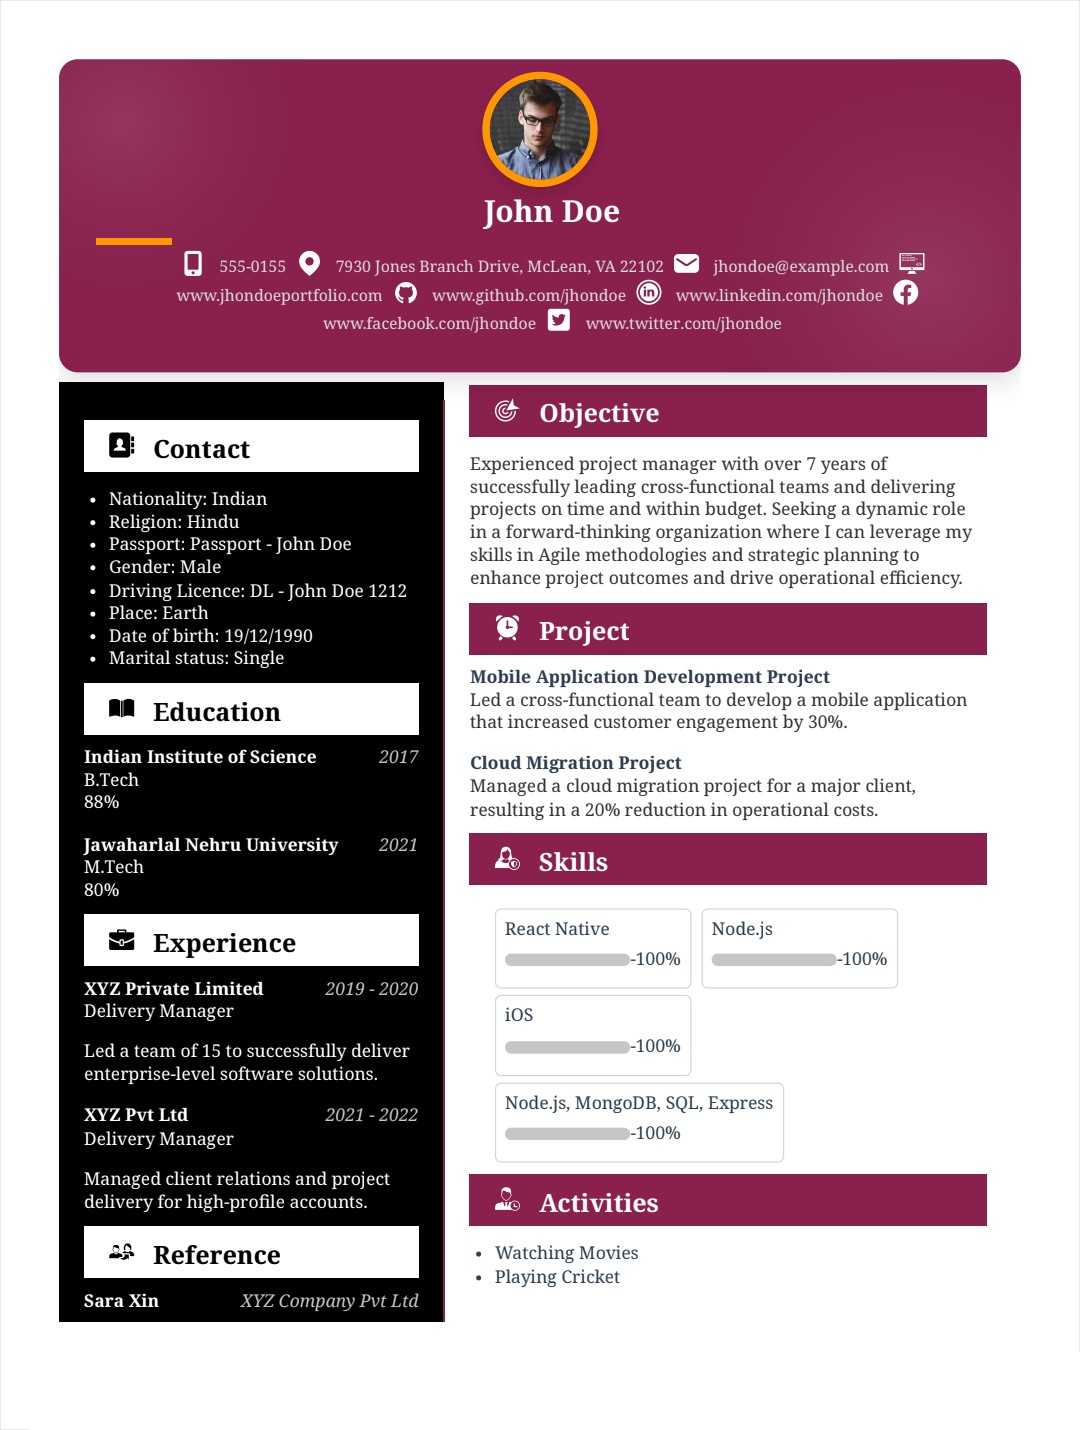 John Doe
555-0155 7930 Jones Branch Drive, McLean, VA 22102 jhondoe@example.com
www.jhondoeportfolio.com www.github.com/jhondoe www.linkedin.com/jhondoe
www.facebook.com/jhondoe www.twitter.com/jhondoe
Contact
• Nationality: Indian
• Religion: Hindu
• Passport: Passport - John Doe
• Gender: Male
• Driving Licence: DL - John Doe 1212
• Place: Earth
• Date of birth: 19/12/1990
• Marital status: Single
Education
Indian Institute of Science 2017
B.Tech
88%
Jawaharlal Nehru University 2021
M.Tech
80%
Experience
XYZ Private Limited 2019 - 2020
Delivery Manager
Led a team of 15 to successfully deliver
enterprise-level software solutions.
XYZ Pvt Ltd 2021 - 2022
Delivery Manager
Managed client relations and project
delivery for high-profile accounts.
Reference
Sara Xin XYZ Company Pvt Ltd
Objective
Experienced project manager with over 7 years of
successfully leading cross-functional teams and delivering
projects on time and within budget. Seeking a dynamic role
in a forward-thinking organization where I can leverage my
skills in Agile methodologies and strategic planning to
enhance project outcomes and drive operational efficiency.
Project
Mobile Application Development Project
Led a cross-functional team to develop a mobile application
that increased customer engagement by 30%.
Cloud Migration Project
Managed a cloud migration project for a major client,
resulting in a 20% reduction in operational costs.
Skills
React Native Node.js
-100% -100%
iOS
-100%
Node.js, MongoDB, SQL, Express
-100%
Activities
• Watching Movies
• Playing Cricket